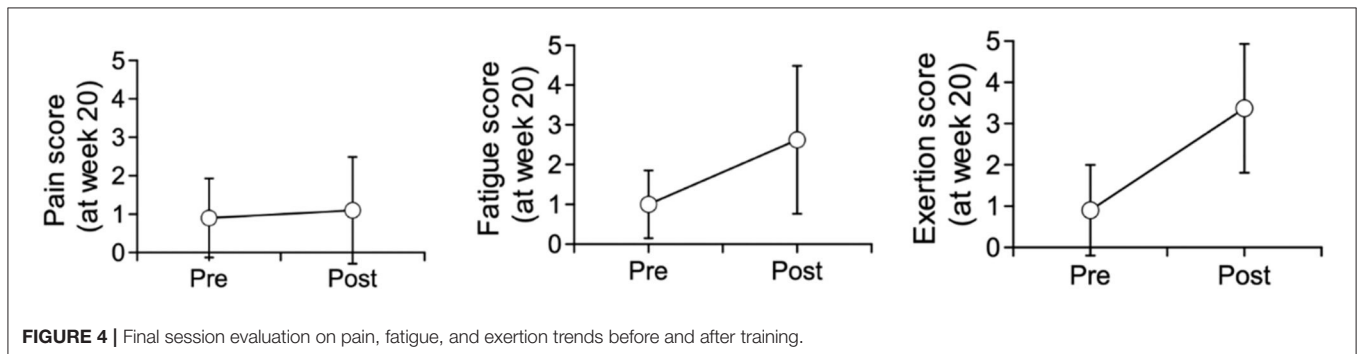 Pain score
(at week 20)
5
4
3
2
1
0
Pre Post
Fatigue score
(at week 20)
5
4
3
2
1
0
Pre Post
Exertion score
(at week 20)
5
4
3
2
1
0
Pre Post
FIGURE 4 | Final session evaluation on pain, fatigue, and exertion trends before and after training.